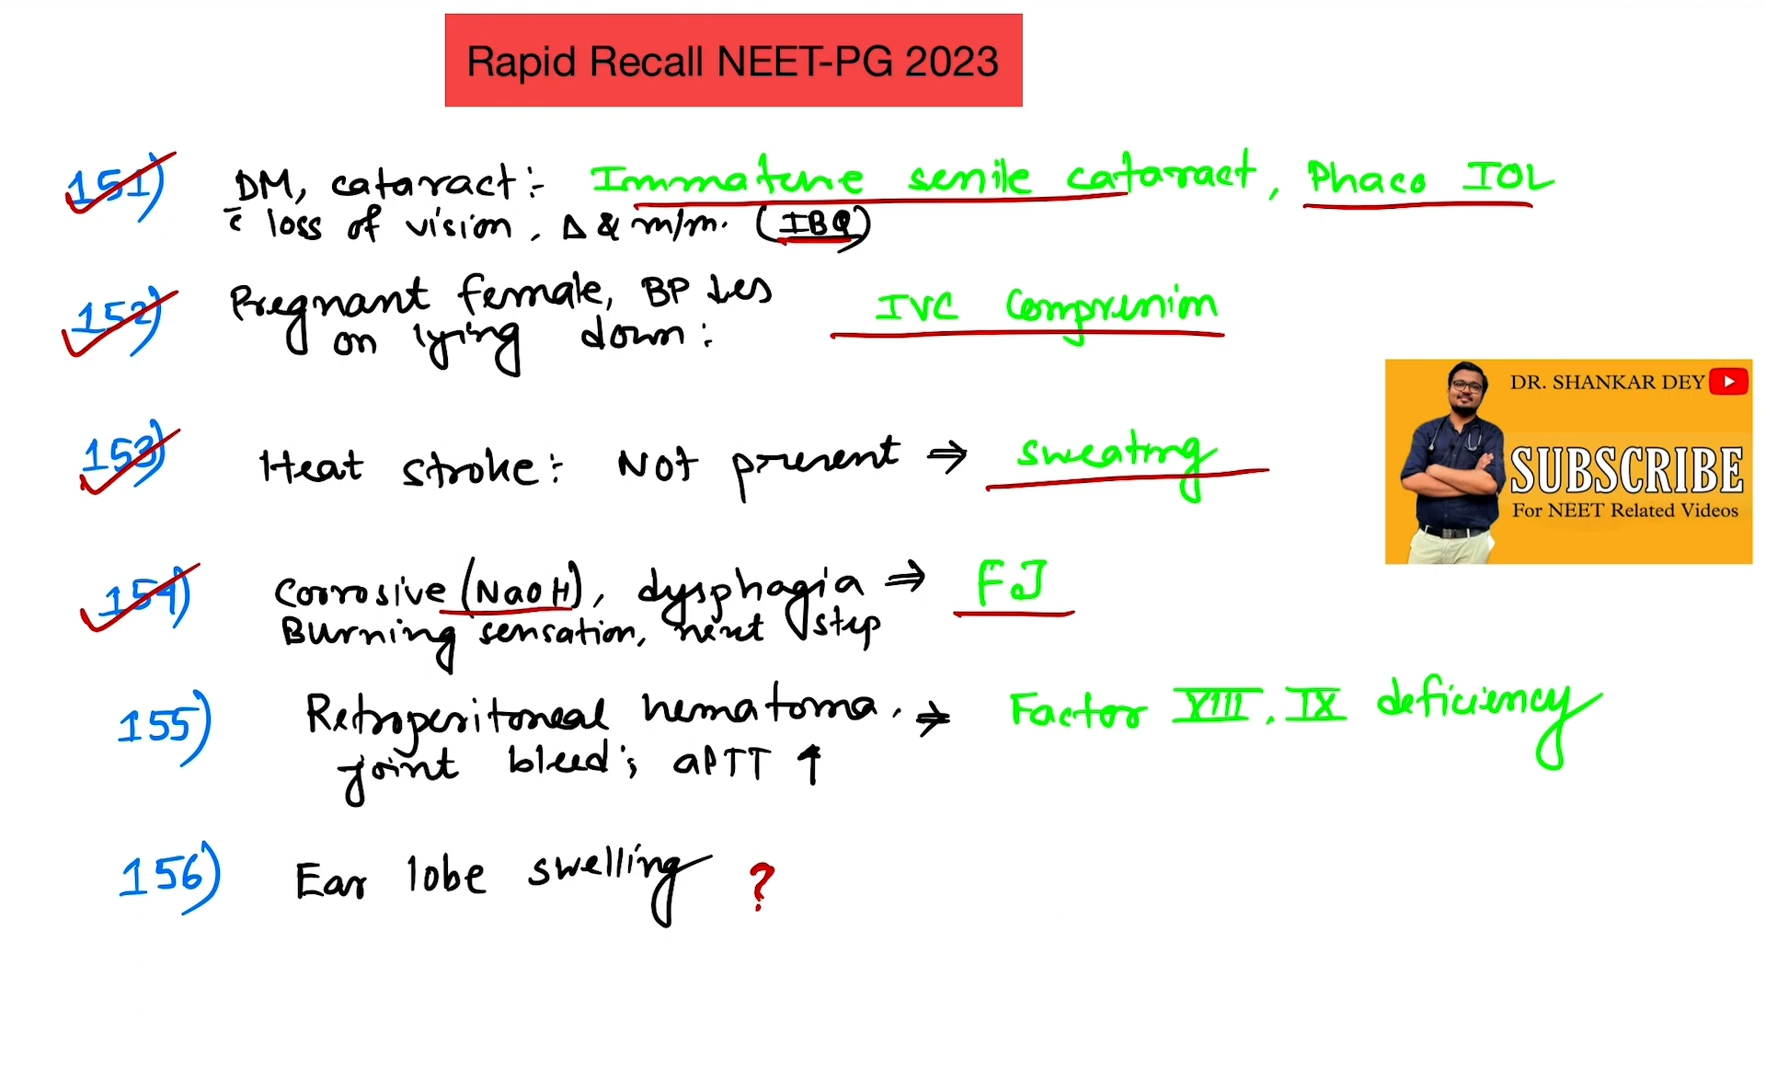 Rapid Recall NEET-PG 2023
151) DM, cataract :- Immature senile cataract, Phaco IOL
c̄ loss of vision, Δ & m/m. (IBQ)
152) Pregnant female, BP ↓es IVC Compression
on lying down :
153) Heat stroke : Not present ⇒ sweating
154) Corrosive (NaOH), dysphagia ⇒ FJ
Burning sensation, next step
155) Retroperitoneal hematoma. ⇒ Factor VIII, IX deficiency
joint bleed ; aPTT ↑
156) Ear lobe swelling ?
DR. SHANKAR DEY
SUBSCRIBE
For NEET Related Videos